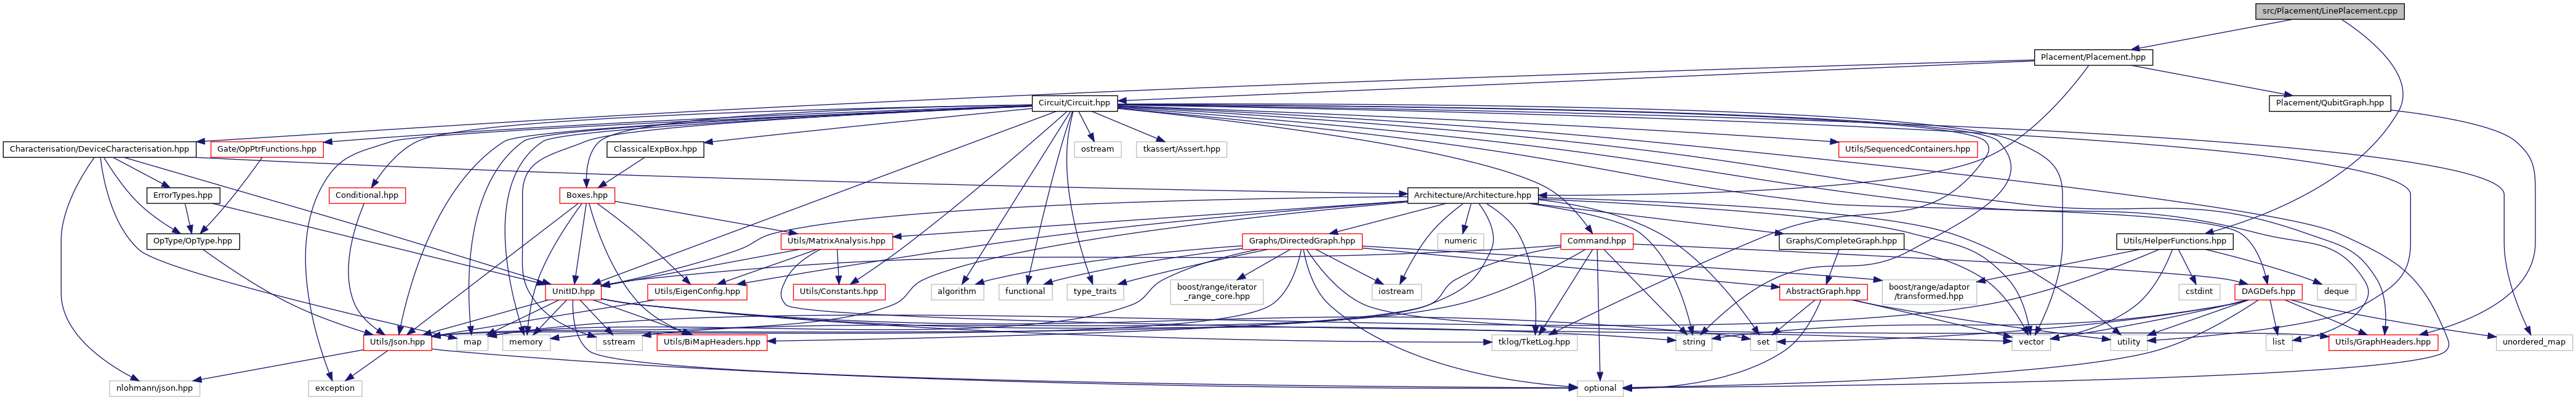 src/Placement/LinePlacement.cpp
Placement/Placement.hpp
Circuit/Circuit.hpp
Placement/QubitGraph.hpp
Characterisation/DeviceCharacterisation.hpp
Gate/OpPtrFunctions.hpp
ClassicalExpBox.hpp
ostream
tkassert/Assert.hpp
Utils/SequencedContainers.hpp
ErrorTypes.hpp
Conditional.hpp
Boxes.hpp
Architecture/Architecture.hpp
OpType/OpType.hpp
Utils/MatrixAnalysis.hpp
Graphs/DirectedGraph.hpp
numeric
Command.hpp
Graphs/CompleteGraph.hpp
Utils/HelperFunctions.hpp
UnitID.hpp
Utils/EigenConfig.hpp
Utils/Constants.hpp
algorithm
functional
type_traits
boost/range/iterator
_range_core.hpp
iostream
AbstractGraph.hpp
boost/range/adaptor
/transformed.hpp
cstdint
DAGDefs.hpp
deque
Utils/Json.hpp
map
memory
sstream
Utils/BiMapHeaders.hpp
tklog/TketLog.hpp
string
set
vector
utility
list
Utils/GraphHeaders.hpp
unordered_map
nlohmann/json.hpp
exception
optional